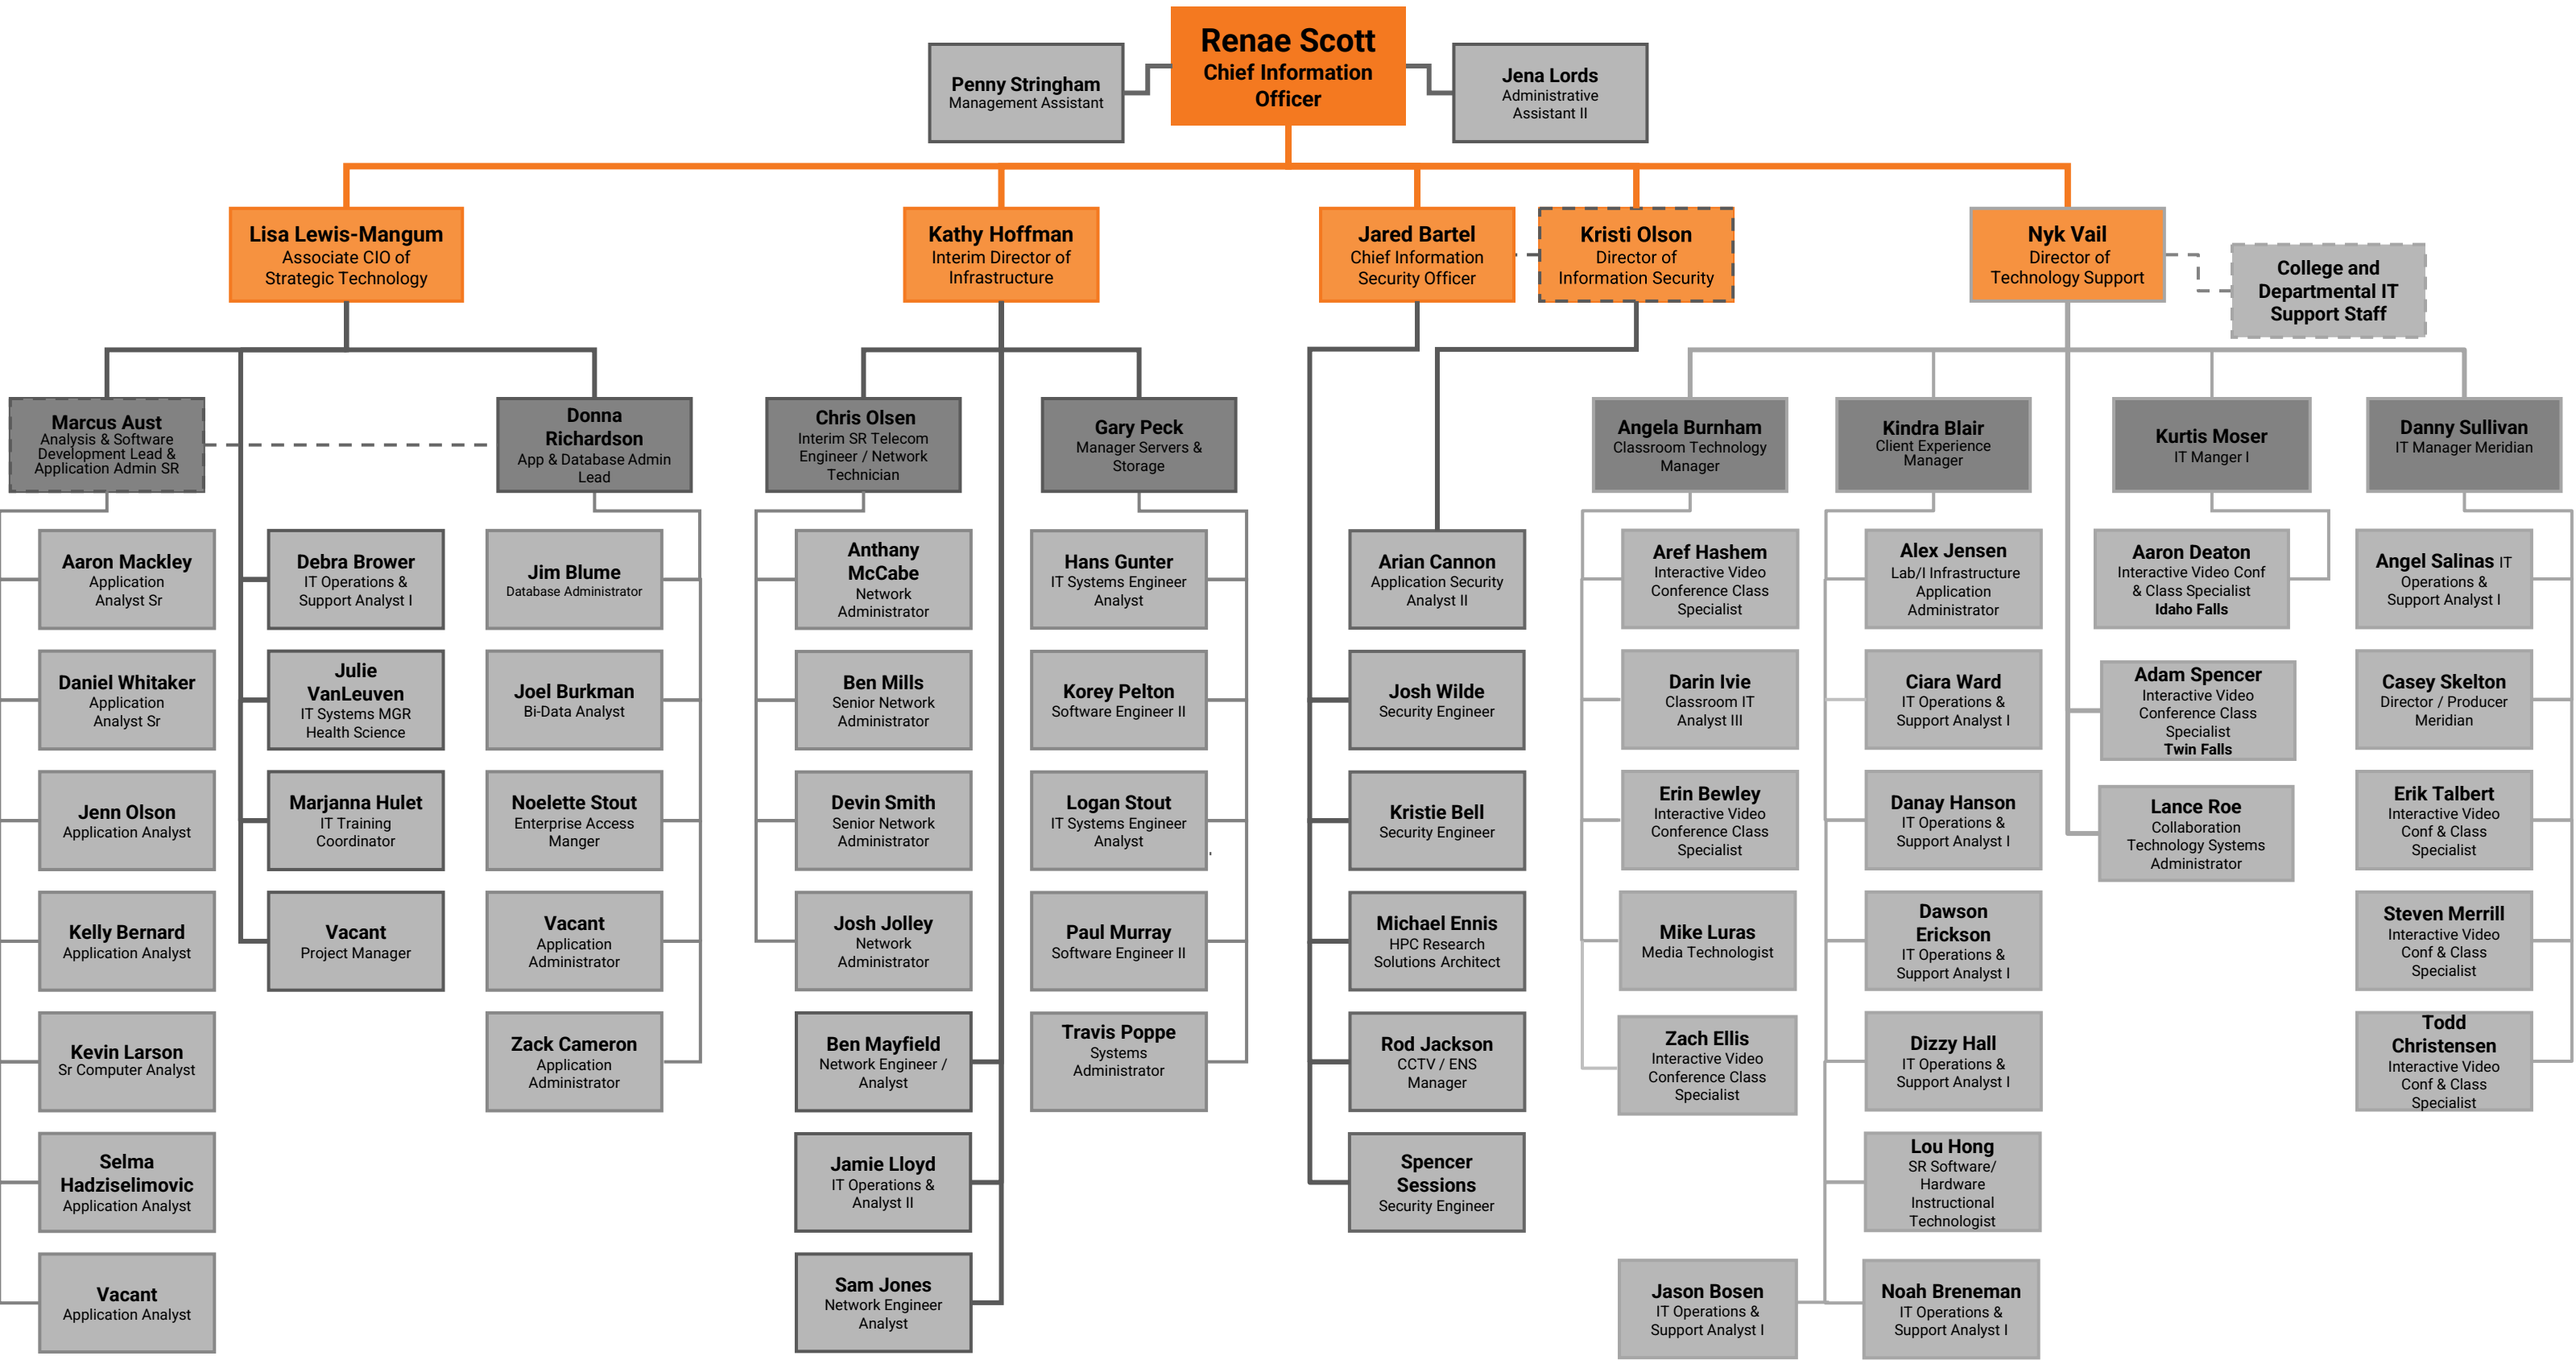 Renae Scott
Chief Information
Officer
Penny Stringham
Management Assistant
Jena Lords
Administrative
Assistant II
Lisa Lewis-Mangum
Associate CIO of
Strategic Technology
Kathy Hoffman
Interim Director of
Infrastructure
Jared Bartel
Chief Information
Security Officer
Kristi Olson
Director of
Information Security
Nyk Vail
Director of
Technology Support
College and
Departmental IT
Support Staff
Marcus Aust
Analysis & Software
Development Lead &
Application Admin SR
Donna
Richardson
App & Database Admin
Lead
Chris Olsen
Interim SR Telecom
Engineer / Network
Technician
Gary Peck
Manager Servers &
Storage
Angela Burnham
Classroom Technology
Manager
Kindra Blair
Client Experience
Manager
Kurtis Moser
IT Manger I
Danny Sullivan
IT Manager Meridian
Aaron Mackley
Application
Analyst Sr
Daniel Whitaker
Application
Analyst Sr
Jenn Olson
Application Analyst
Kelly Bernard
Application Analyst
Kevin Larson
Sr Computer Analyst
Selma
Hadziselimovic
Application Analyst
Vacant
Application Analyst
Debra Brower
IT Operations &
Support Analyst I
Julie
VanLeuven
IT Systems MGR
Health Science
Marjanna Hulet
IT Training
Coordinator
Vacant
Project Manager
Jim Blume
Database Administrator
Joel Burkman
Bi-Data Analyst
Noelette Stout
Enterprise Access
Manger
Vacant
Application
Administrator
Zack Cameron
Application
Administrator
Anthany
McCabe
Network
Administrator
Ben Mills
Senior Network
Administrator
Devin Smith
Senior Network
Administrator
Josh Jolley
Network
Administrator
Ben Mayfield
Network Engineer /
Analyst
Jamie Lloyd
IT Operations &
Analyst II
Sam Jones
Network Engineer
Analyst
Hans Gunter
IT Systems Engineer
Analyst
Korey Pelton
Software Engineer II
Logan Stout
IT Systems Engineer
Analyst
Paul Murray
Software Engineer II
Travis Poppe
Systems
Administrator
Arian Cannon
Application Security
Analyst II
Josh Wilde
Security Engineer
Kristie Bell
Security Engineer
Michael Ennis
HPC Research
Solutions Architect
Rod Jackson
CCTV / ENS
Manager
Spencer
Sessions
Security Engineer
Aref Hashem
Interactive Video
Conference Class
Specialist
Darin Ivie
Classroom IT
Analyst III
Erin Bewley
Interactive Video
Conference Class
Specialist
Mike Luras
Media Technologist
Zach Ellis
Interactive Video
Conference Class
Specialist
Jason Bosen
IT Operations &
Support Analyst I
Alex Jensen
Lab/I Infrastructure
Application
Administrator
Ciara Ward
IT Operations &
Support Analyst I
Danay Hanson
IT Operations &
Support Analyst I
Dawson
Erickson
IT Operations &
Support Analyst I
Dizzy Hall
IT Operations &
Support Analyst I
Lou Hong
SR Software/
Hardware
Instructional
Technologist
Noah Breneman
IT Operations &
Support Analyst I
Aaron Deaton
Interactive Video Conf
& Class Specialist
Idaho Falls
Adam Spencer
Interactive Video
Conference Class
Specialist
Twin Falls
Lance Roe
Collaboration
Technology Systems
Administrator
Angel Salinas IT
Operations &
Support Analyst I
Casey Skelton
Director / Producer
Meridian
Erik Talbert
Interactive Video
Conf & Class
Specialist
Steven Merrill
Interactive Video
Conf & Class
Specialist
Todd
Christensen
Interactive Video
Conf & Class
Specialist